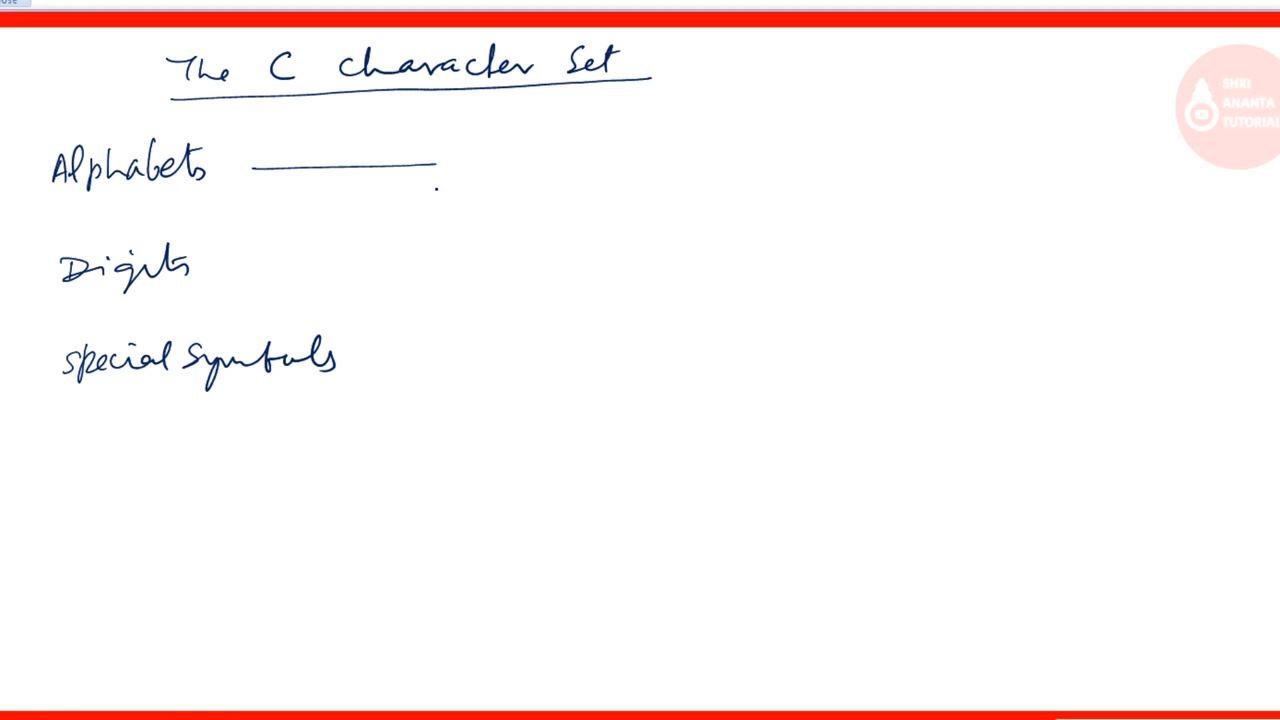 The C Character Set
Alphabets
Digits
Special Symbols
SHRI
ANANTA
TUTORIAL